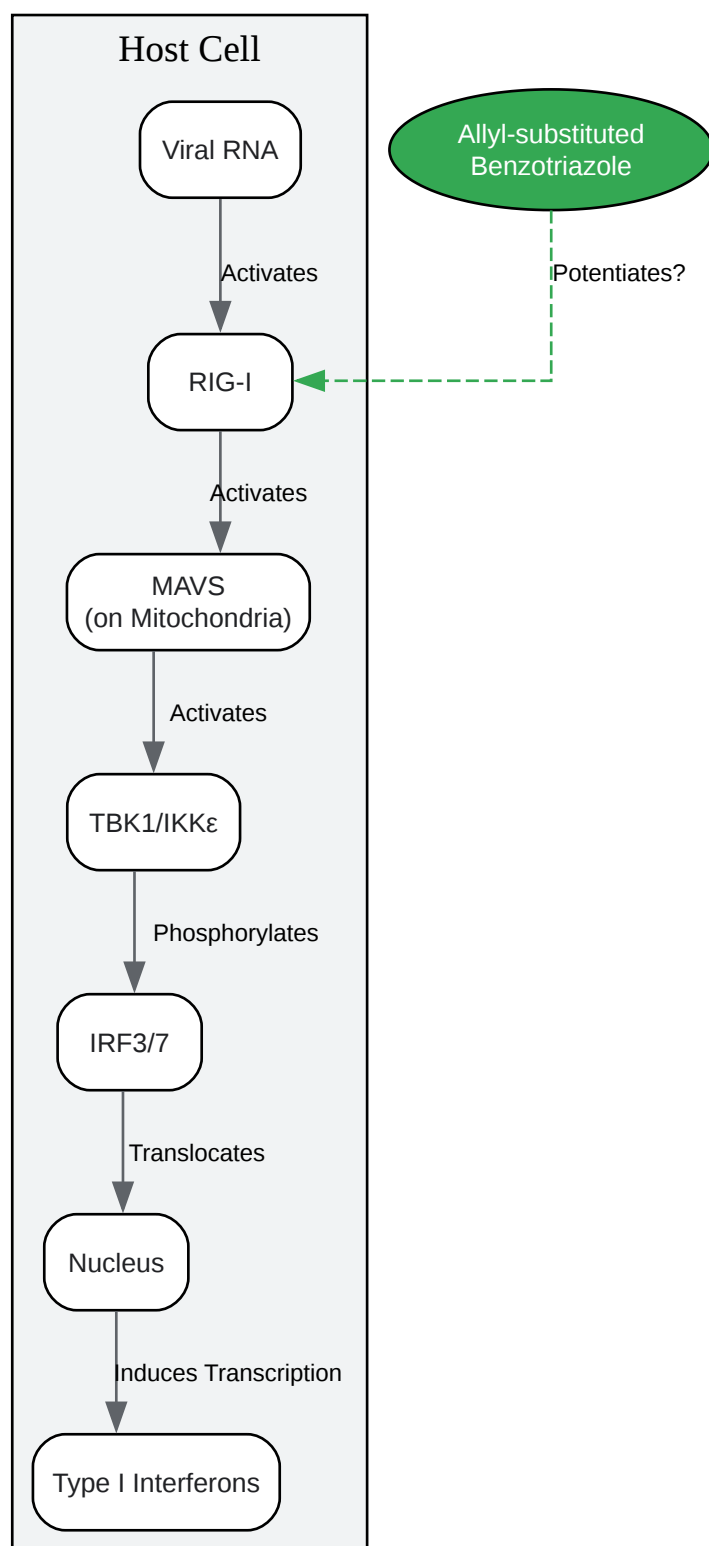 Host Cell
Viral RNA
Allyl-substituted
Benzotriazole
Activates
Potentiates?
RIG-I
Activates
MAVS
(on Mitochondria)
Activates
TBK1/IKKε
Phosphorylates
IRF3/7
Translocates
Nucleus
Induces Transcription
Type I Interferons